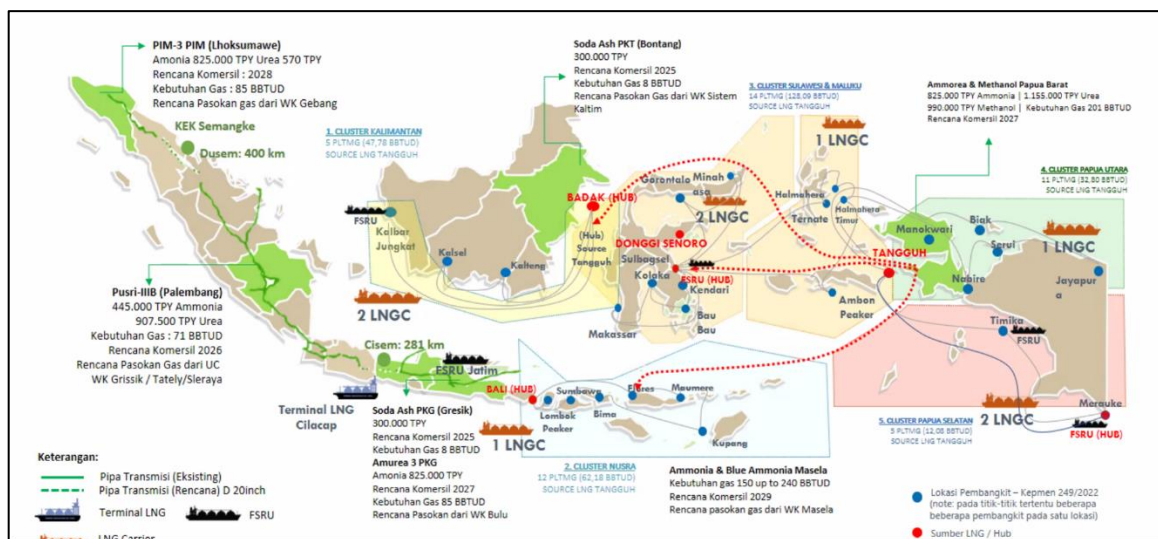 PIM-3 PIM (Lhoksumawe)
Amonia 825.000 TPY Urea 570 TPY
Rencana Komersil : 2028
Kebutuhan Gas : 85 BBTUD
Rencana Pasokan gas dari WK Gebang
KEK Semangke
Dusem: 400 km
1. CLUSTER KALIMANTAN
5 PLTMG (47,78 BBTUD)
SOURCE LNG TANGGUH
Soda Ash PKT (Bontang)
300.000 TPY
Rencana Komersil 2025
Kebutuhan Gas 8 BBTUD
Rencana Pasokan Gas dari WK Sistem
Kaltim
3. CLUSTER SULAWESI & MALUKU
14 PLTMG (128,09 BBTUD)
SOURCE LNG TANGGUH
1 LNGC
Ammorea & Methanol Papua Barat
825.000 TPY Ammonia | 1.155.000 TPY Urea
990.000 TPY Methanol | Kebutuhan Gas 201 BBTUD
Rencana Komersil 2027
4. CLUSTER PAPUA UTARA
11 PLTMG (32,80 BBTUD)
SOURCE LNG TANGGUH
1 LNGC
FSRU
Kalbar
Jungkat
Kalsel
Kalteng
2 LNGC
BADAK (HUB)
(Hub)
Source
Tangguh
Gorontalo
Minah
asa
2 LNGC
DONGGI SENORO
Sulbagsel
Kolaka
FSRU (HUB)
Kendari
Bau
Bau
Makassar
Halmahera
Ternate
Halmahera
Timur
Ambon
Peaker
TANGGUH
Manokwari
Biak
Serui
Nabire
Jayapur
a
Timika
FSRU
Merauke
2 LNGC
FSRU (HUB)
5. CLUSTER PAPUA SELATAN
5 PLTMG (12,08 BBTUD)
SOURCE LNG TANGGUH
Pusri-IIIB (Palembang)
445.000 TPY Ammonia
907.500 TPY Urea
Kebutuhan Gas : 71 BBTUD
Rencana Komersil 2026
Rencana Pasokan Gas dari UC
WK Grissik / Tately/Sleraya
Cisem: 281 km
FSRU Jatim
Terminal LNG
Cilacap
BALI (HUB)
Lombok
Peaker
Sumbawa
Bima
Flores
Maumere
Kupang
1 LNGC
2. CLUSTER NUSRA
12 PLTMG (62,18 BBTUD)
SOURCE LNG TANGGUH
Soda Ash PKG (Gresik)
300.000 TPY
Rencana Komersil 2025
Kebutuhan Gas 8 BBTUD
Amurea 3 PKG
Amonia 825.000 TPY
Rencana Komersil 2027
Kebutuhan Gas 85 BBTUD
Rencana Pasokan dari WK Bulu
Ammonia & Blue Ammonia Masela
Kebutuhan gas 150 up to 240 BBTUD
Rencana Komersil 2029
Rencana pasokan gas dari WK Masela
Keterangan:
Pipa Transmisi (Eksisting)
Pipa Transmisi (Rencana) D 20inch
Terminal LNG
FSRU
LNG Carrier
Lokasi Pembangkit – Kepmen 249/2022
(note: pada titik-titik tertentu beberapa
beberapa pembangkit pada satu lokasi)
Sumber LNG / Hub